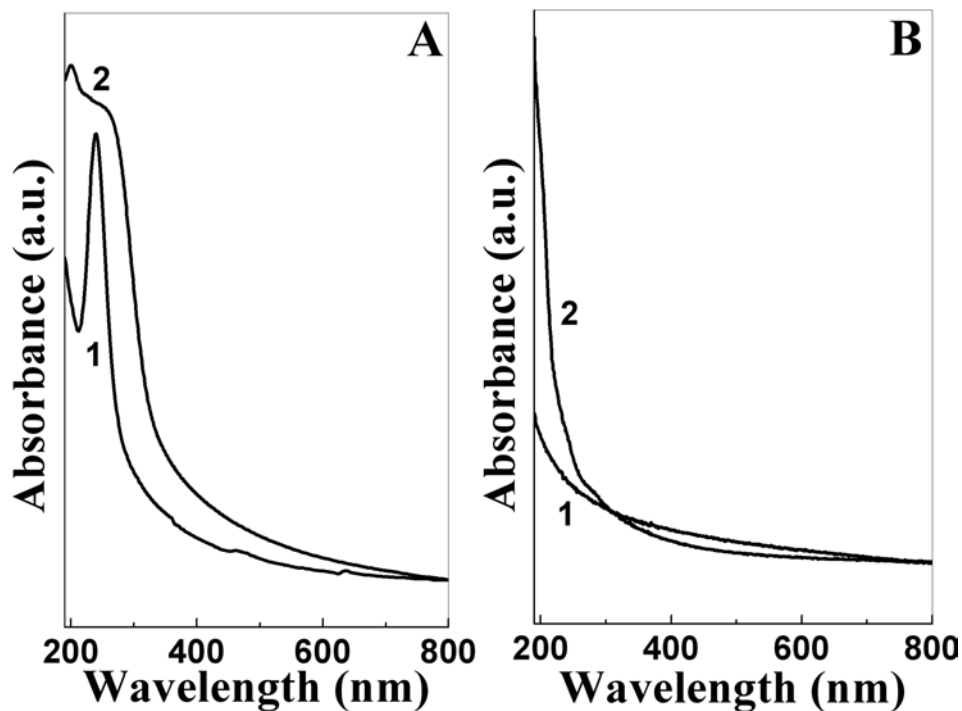 A
2
1
Absorbance (a.u.)
200 400 600 800
Wavelength (nm)
B
2
1
Absorbance (a.u.)
200 400 600 800
Wavelength (nm)